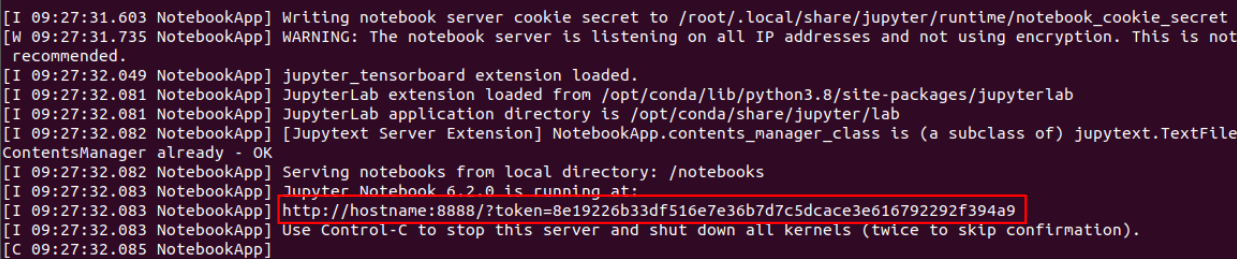 [I 09:27:31.603 NotebookApp] Writing notebook server cookie secret to /root/.local/share/jupyter/runtime/notebook_cookie_secret
[W 09:27:31.735 NotebookApp] WARNING: The notebook server is listening on all IP addresses and not using encryption. This is not
 recommended.
[I 09:27:32.049 NotebookApp] jupyter_tensorboard extension loaded.
[I 09:27:32.081 NotebookApp] JupyterLab extension loaded from /opt/conda/lib/python3.8/site-packages/jupyterlab
[I 09:27:32.081 NotebookApp] JupyterLab application directory is /opt/conda/share/jupyter/lab
[I 09:27:32.082 NotebookApp] [Jupytext Server Extension] NotebookApp.contents_manager_class is (a subclass of) jupytext.TextFile
ContentsManager already - OK
[I 09:27:32.082 NotebookApp] Serving notebooks from local directory: /notebooks
[I 09:27:32.083 NotebookApp] Jupyter Notebook 6.2.0 is running at:
[I 09:27:32.083 NotebookApp] http://hostname:8888/?token=8e19226b33df516e7e36b7d7c5dcace3e616792292f394a9
[I 09:27:32.083 NotebookApp] Use Control-C to stop this server and shut down all kernels (twice to skip confirmation).
[C 09:27:32.085 NotebookApp]